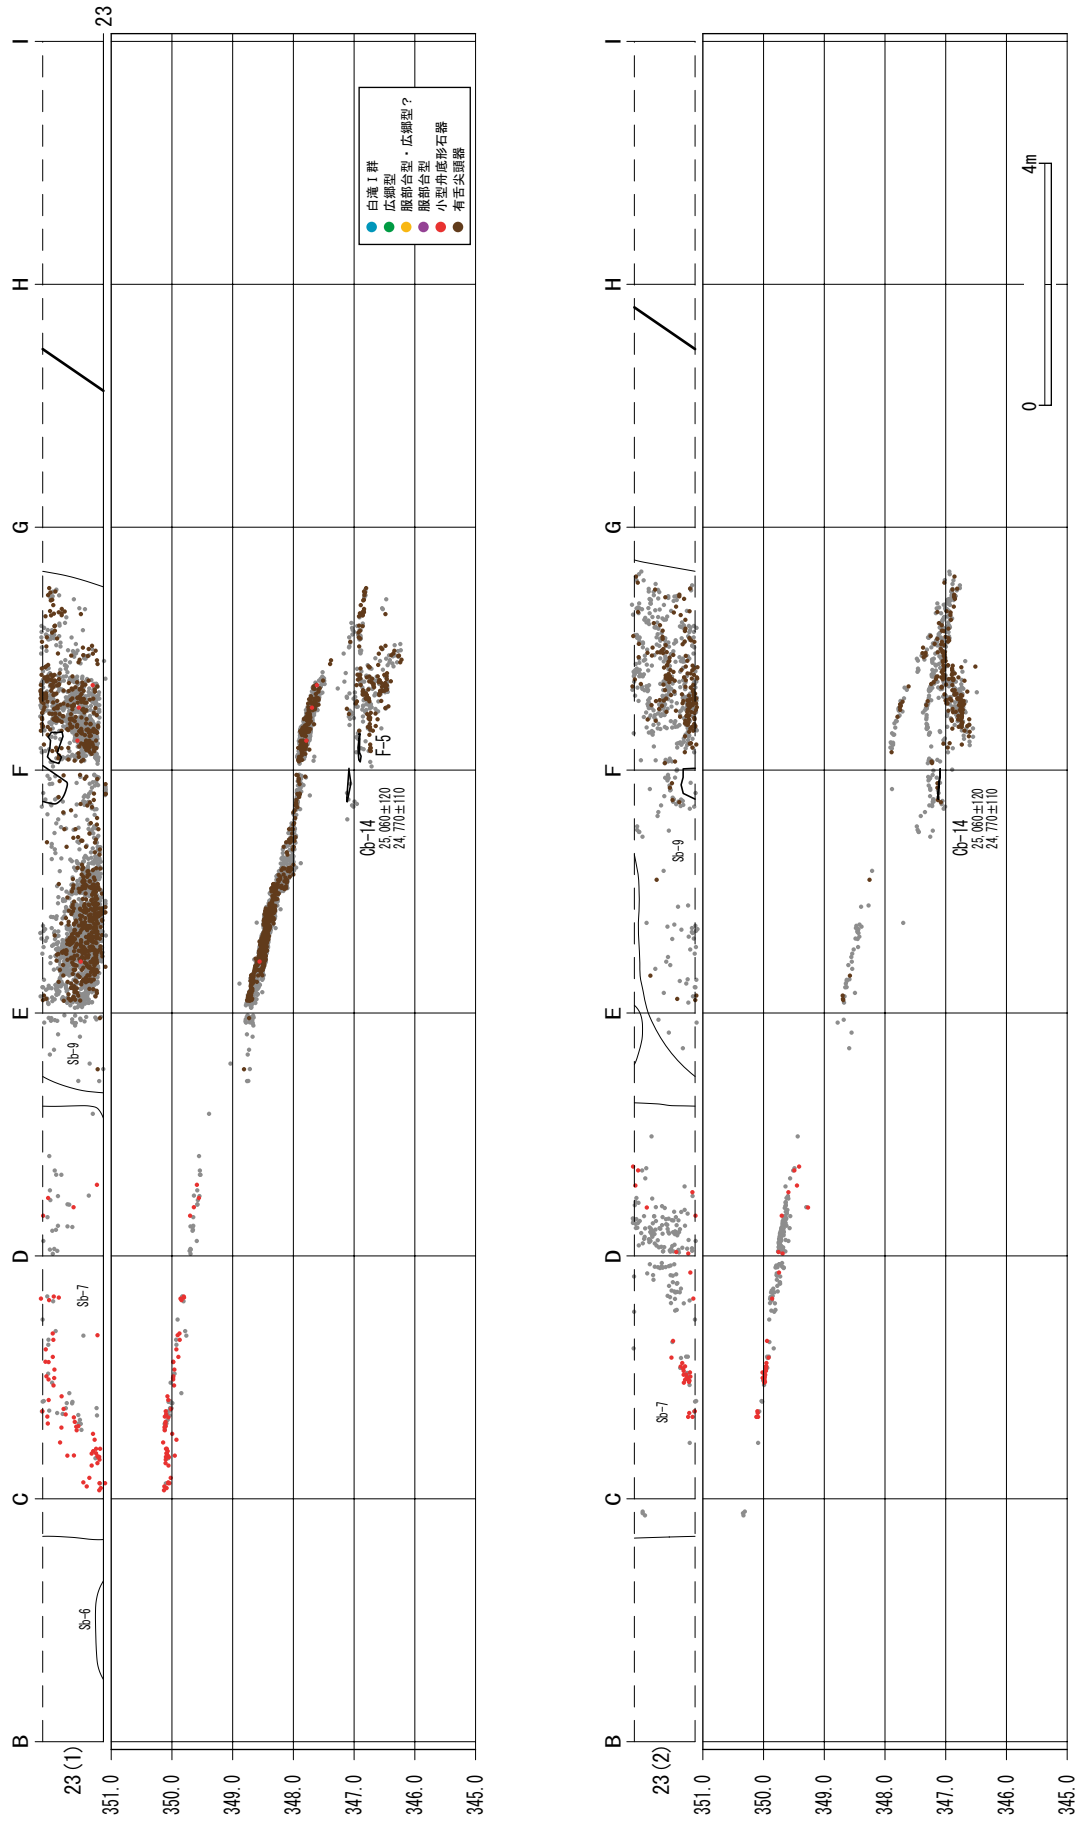 23
I
H
G
F
E
D
C
B
白滝Ⅰ群
広郷型
服部台型・広郷型？
服部台型
小型舟底形石器
有舌尖頭器
F-5
Cb-14
25,060±120
24,770±110
Sb-9
Sb-7
Sb-6
23(1)
351.0
350.0
349.0
348.0
347.0
346.0
345.0
I
H
G
F
E
D
C
B
0
4m
Cb-14
25,060±120
24,770±110
Sb-9
Sb-7
23(2)
351.0
350.0
349.0
348.0
347.0
346.0
345.0